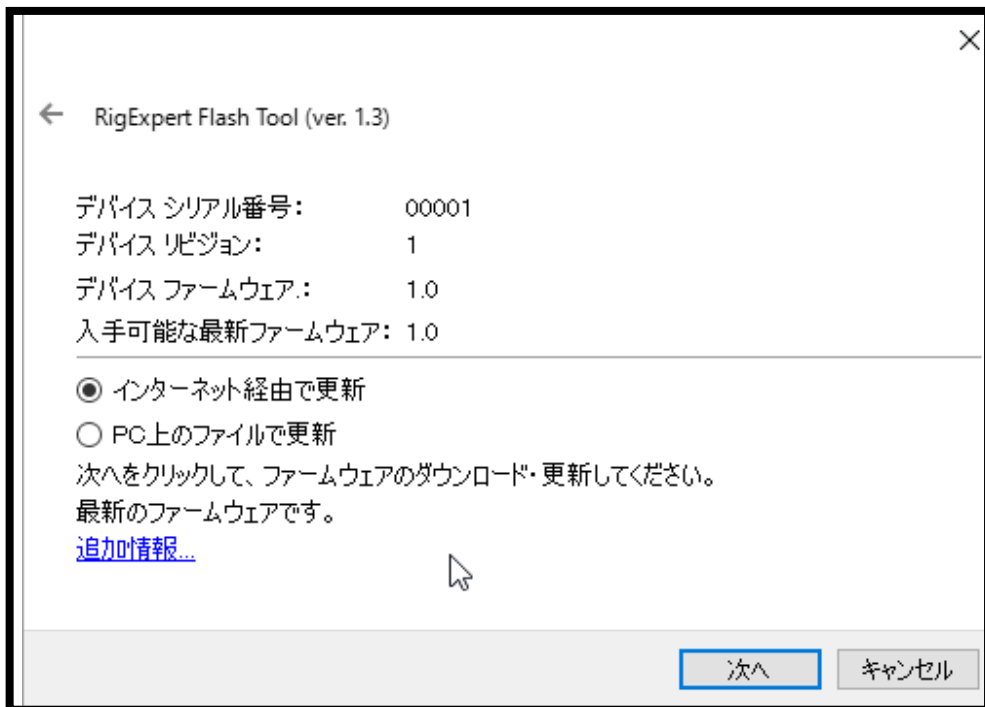 RigExpert Flash Tool (ver. 1.3)
デバイス シリアル番号： 00001
デバイス リビジョン： 1
デバイス ファームウェア.： 1.0
入手可能な最新ファームウェア： 1.0
インターネット経由で更新
PC上のファイルで更新
次へをクリックして、ファームウェアのダウンロード・更新してください。
最新のファームウェアです。
追加情報...
次へ キャンセル